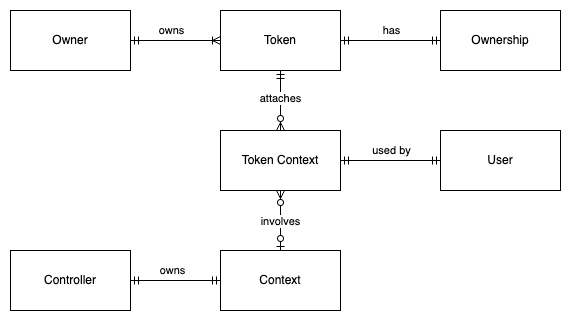 Owner
owns
Token
has
Ownership
attaches
Token Context
used by
User
involves
Controller
owns
Context